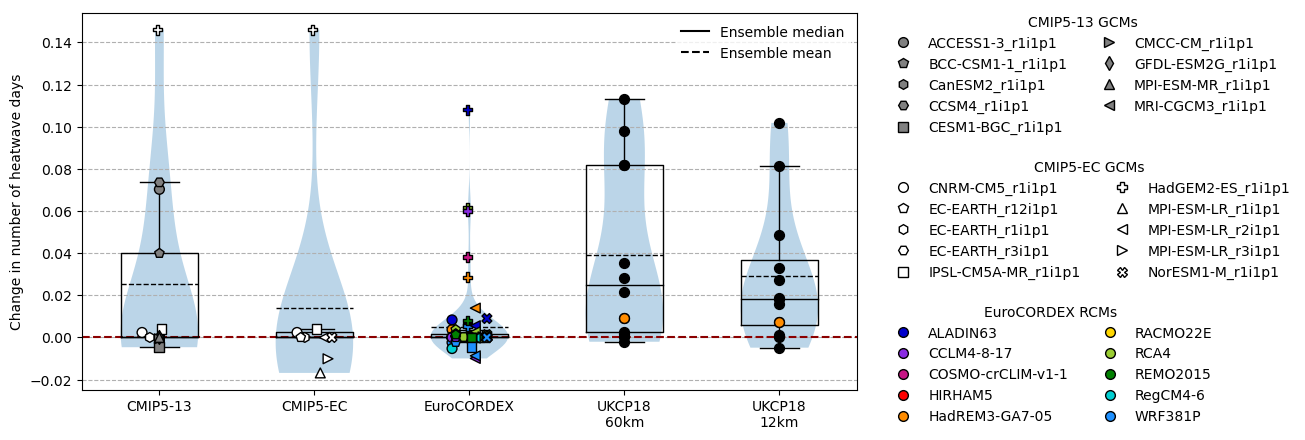 Change in number of heatwave days
0.14
0.12
0.10
0.08
0.06
0.04
0.02
0.00
−0.02
Ensemble median
Ensemble mean
CMIP5-13
CMIP5-EC
EuroCORDEX
UKCP18
60km
UKCP18
12km
CMIP5-13 GCMs
ACCESS1-3_r1i1p1
BCC-CSM1-1_r1i1p1
CanESM2_r1i1p1
CCSM4_r1i1p1
CESM1-BGC_r1i1p1
CMCC-CM_r1i1p1
GFDL-ESM2G_r1i1p1
MPI-ESM-MR_r1i1p1
MRI-CGCM3_r1i1p1
CMIP5-EC GCMs
CNRM-CM5_r1i1p1
EC-EARTH_r12i1p1
EC-EARTH_r1i1p1
EC-EARTH_r3i1p1
IPSL-CM5A-MR_r1i1p1
HadGEM2-ES_r1i1p1
MPI-ESM-LR_r1i1p1
MPI-ESM-LR_r2i1p1
MPI-ESM-LR_r3i1p1
NorESM1-M_r1i1p1
EuroCORDEX RCMs
ALADIN63
CCLM4-8-17
COSMO-crCLIM-v1-1
HIRHAM5
HadREM3-GA7-05
RACMO22E
RCA4
REMO2015
RegCM4-6
WRF381P